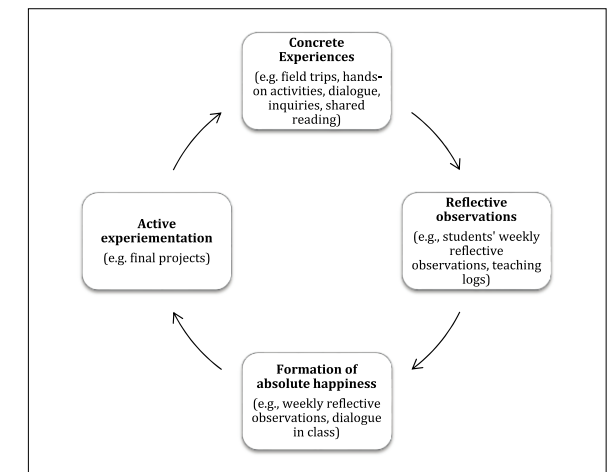 Concrete
Experiences
(e.g. field trips, hands-
on activities, dialogue,
inquiries, shared
reading)
Reflective
observations
(e.g., students' weekly
reflective
observations, teaching
logs)
Formation of
absolute happiness
(e.g., weekly reflective
observations, dialogue
in class)
Active
experiementation
(e.g. final projects)